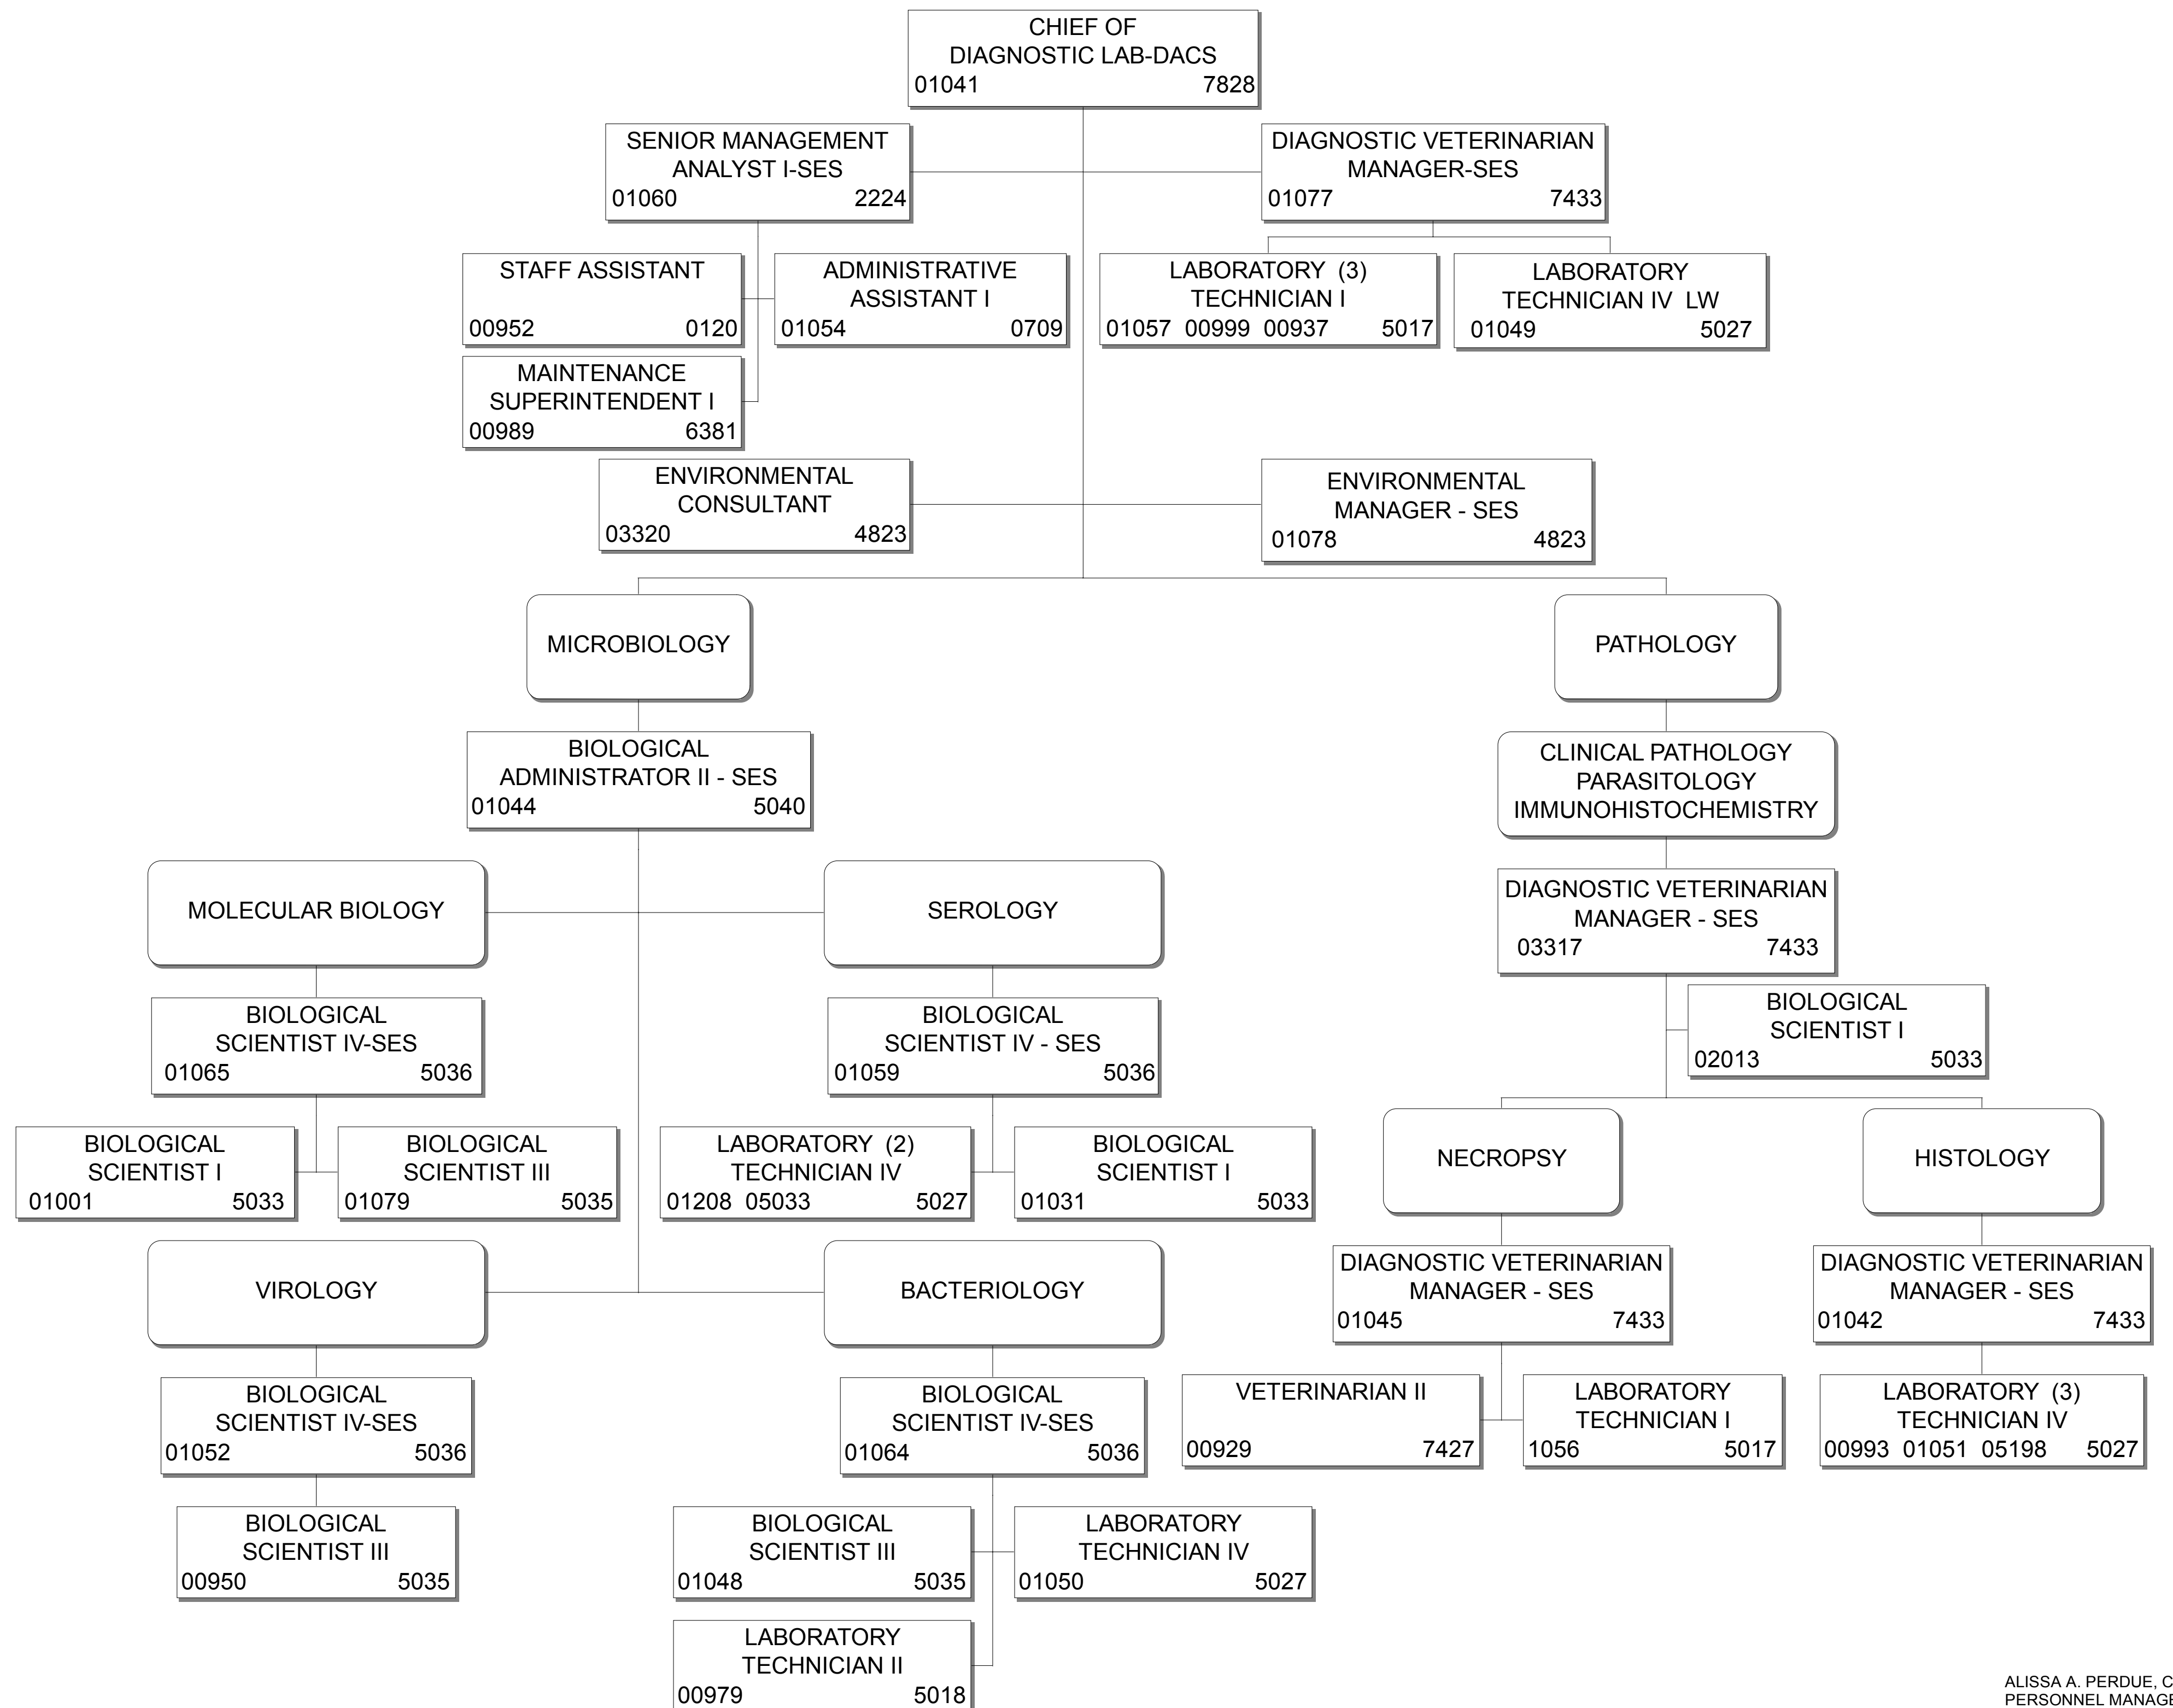 CHIEF OF
DIAGNOSTIC LAB-DACS
01041 7828
SENIOR MANAGEMENT
ANALYST I-SES
01060 2224
DIAGNOSTIC VETERINARIAN
MANAGER-SES
01077 7433
STAFF ASSISTANT
00952 0120
ADMINISTRATIVE
ASSISTANT I
01054 0709
LABORATORY (3)
TECHNICIAN I
01057 00999 00937 5017
LABORATORY
TECHNICIAN IV LW
01049 5027
MAINTENANCE
SUPERINTENDENT I
00989 6381
ENVIRONMENTAL
CONSULTANT
03320 4823
ENVIRONMENTAL
MANAGER - SES
01078 4823
MICROBIOLOGY
PATHOLOGY
BIOLOGICAL
ADMINISTRATOR II - SES
01044 5040
CLINICAL PATHOLOGY
PARASITOLOGY
IMMUNOHISTOCHEMISTRY
MOLECULAR BIOLOGY
SEROLOGY
DIAGNOSTIC VETERINARIAN
MANAGER - SES
03317 7433
BIOLOGICAL
SCIENTIST IV-SES
01065 5036
BIOLOGICAL
SCIENTIST IV - SES
01059 5036
BIOLOGICAL
SCIENTIST I
02013 5033
BIOLOGICAL
SCIENTIST I
01001 5033
BIOLOGICAL
SCIENTIST III
01079 5035
LABORATORY (2)
TECHNICIAN IV
01208 05033 5027
BIOLOGICAL
SCIENTIST I
01031 5033
NECROPSY
HISTOLOGY
VIROLOGY
BACTERIOLOGY
DIAGNOSTIC VETERINARIAN
MANAGER - SES
01045 7433
DIAGNOSTIC VETERINARIAN
MANAGER - SES
01042 7433
BIOLOGICAL
SCIENTIST IV-SES
01052 5036
BIOLOGICAL
SCIENTIST IV-SES
01064 5036
VETERINARIAN II
00929 7427
LABORATORY
TECHNICIAN I
1056 5017
LABORATORY (3)
TECHNICIAN IV
00993 01051 05198 5027
BIOLOGICAL
SCIENTIST III
00950 5035
BIOLOGICAL
SCIENTIST III
01048 5035
LABORATORY
TECHNICIAN IV
01050 5027
LABORATORY
TECHNICIAN II
00979 5018
ALISSA A. PERDUE,
PERSONNEL